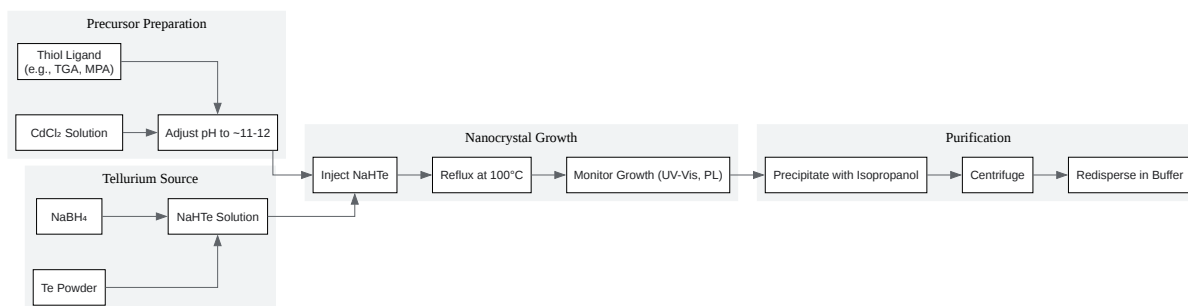 Precursor Preparation
Thiol Ligand
(e.g., TGA, MPA)
CdCl₂ Solution
Adjust pH to ~11-12
Tellurium Source
NaBH₄
NaHTe Solution
Te Powder
Nanocrystal Growth
Inject NaHTe
Reflux at 100°C
Monitor Growth (UV-Vis, PL)
Purification
Precipitate with Isopropanol
Centrifuge
Redisperse in Buffer